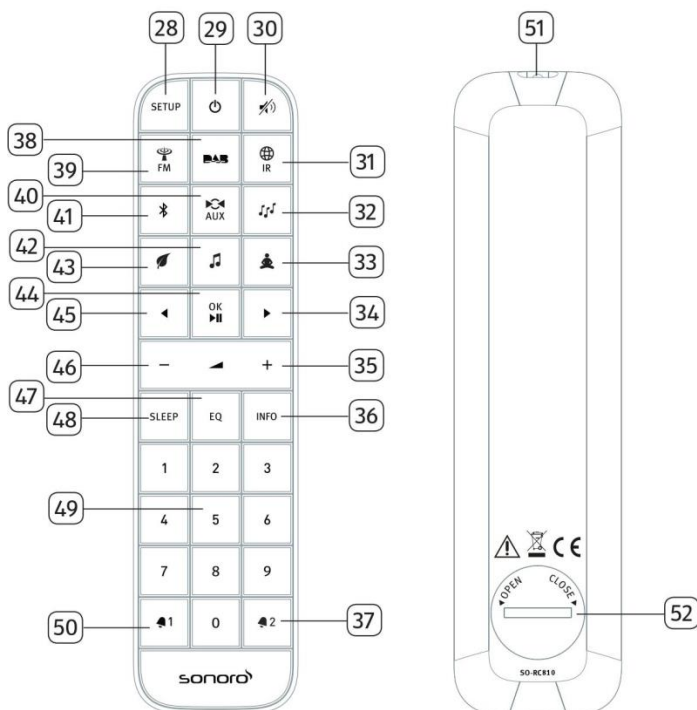 28 29 30 51
SETUP
38
39 FM DAB IR 31
40
41 AUX 32
42
43 33
44
45 OK 34
46 − + 35
47
48 SLEEP EQ INFO 36
1 2 3
49
4 5 6
7 8 9
50 1 0 2 37
sonoro
CE
OPEN CLOSE
52
SO-RC810